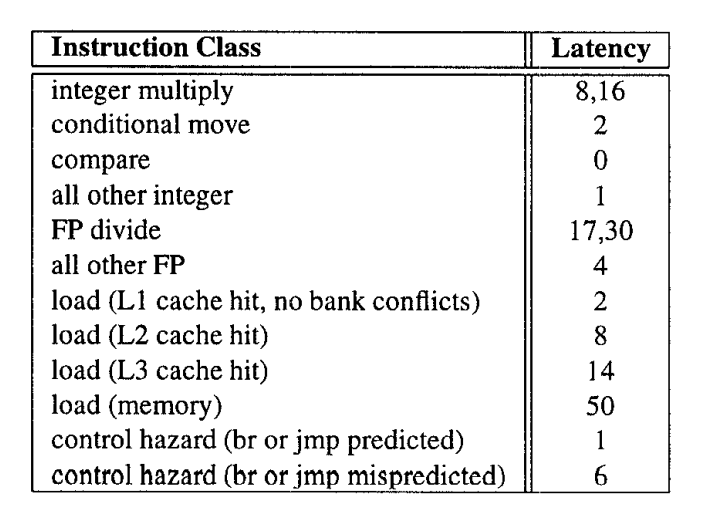 Instruction Class Latency
integer multiply 8,16
conditional move 2
compare 0
all other integer 1
FP divide 17,30
all other FP 4
load (L1 cache hit, no bank conflicts) 2
load (L2 cache hit) 8
load (L3 cache hit) 14
load (memory) 50
control hazard (br or jmp predicted) 1
control hazard (br or jmp mispredicted) 6